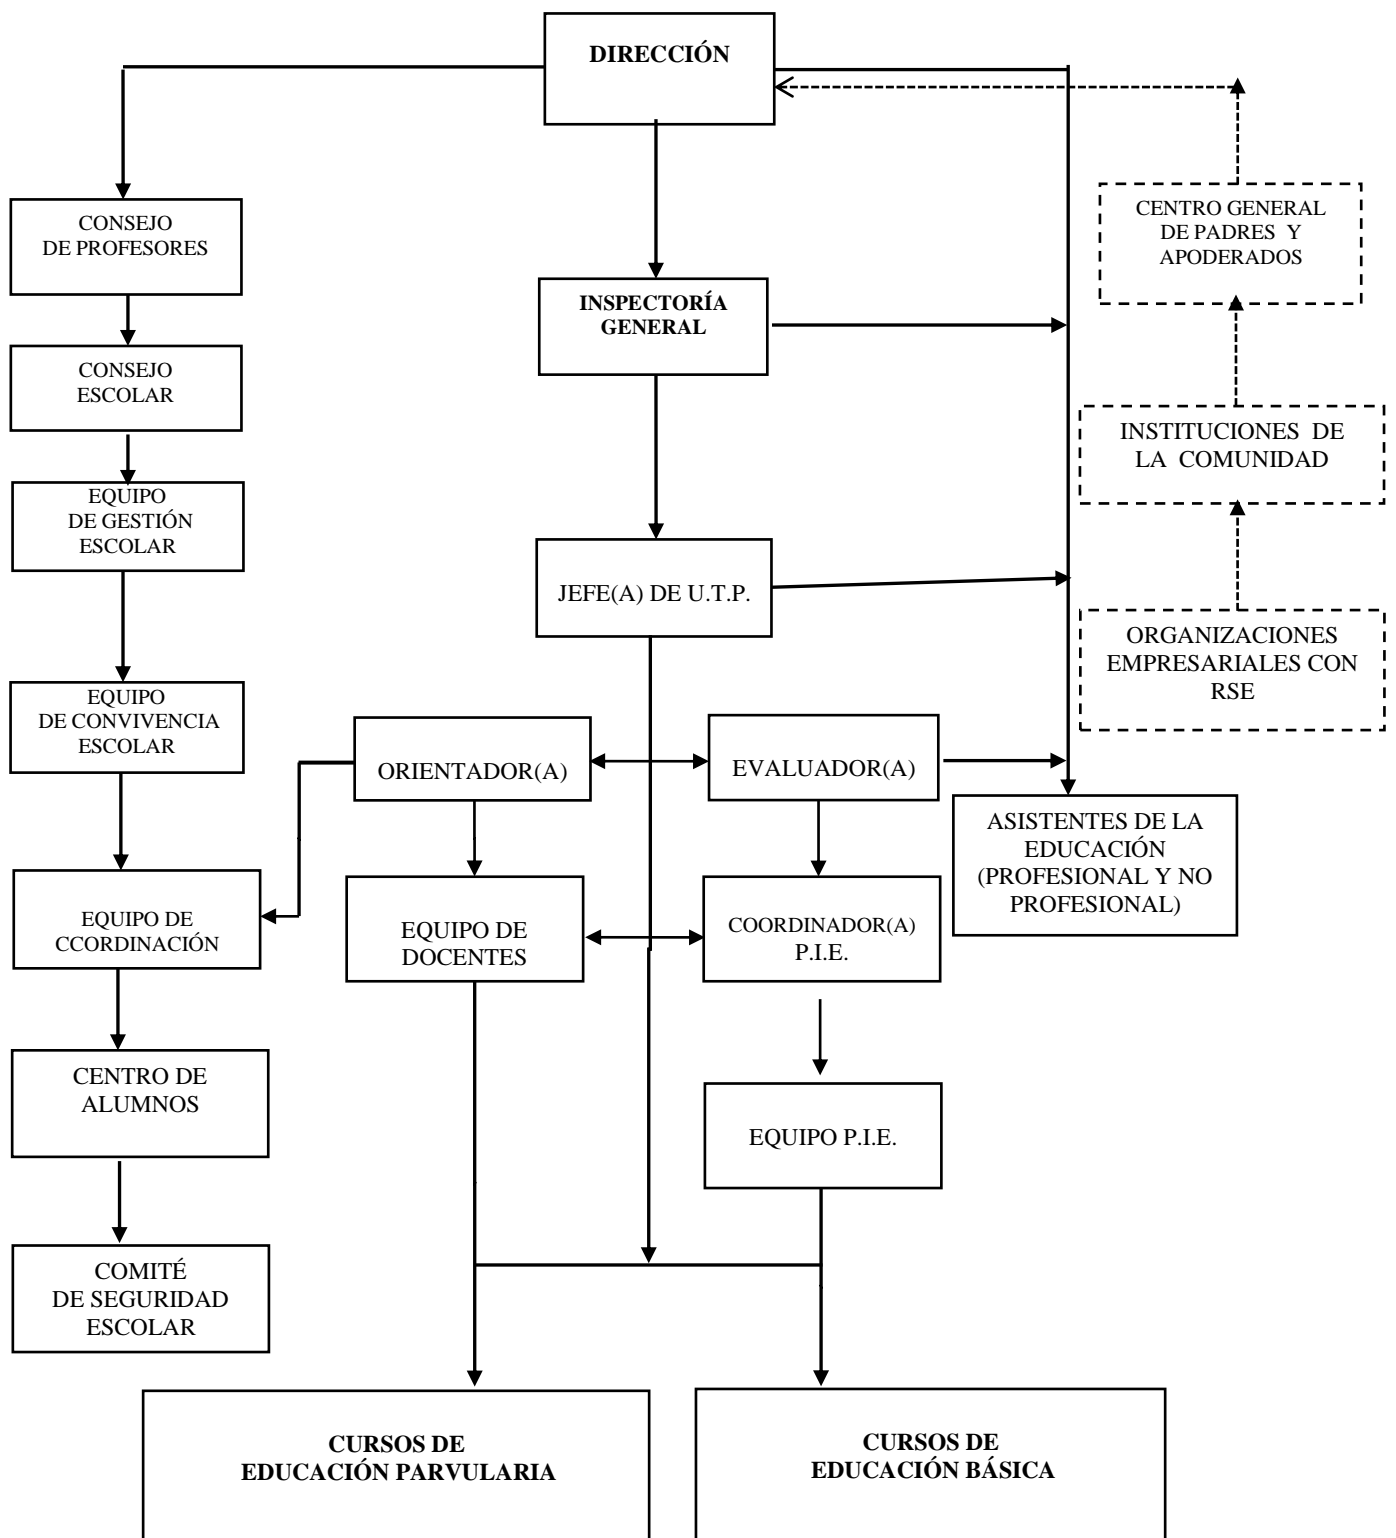 DIRECCIÓN
CONSEJO
DE PROFESORES
CENTRO GENERAL
DE PADRES Y
APODERADOS
INSPECTORÍA
GENERAL
CONSEJO
ESCOLAR
INSTITUCIONES DE
LA COMUNIDAD
EQUIPO
DE GESTIÓN
ESCOLAR
JEFE(A) DE U.T.P.
ORGANIZACIONES
EMPRESARIALES CON
RSE
EQUIPO
DE CONVIVENCIA
ESCOLAR
ORIENTADOR(A)
EVALUADOR(A)
ASISTENTES DE LA
EDUCACIÓN
(PROFESIONAL Y NO
PROFESIONAL)
EQUIPO DE
CCORDINACIÓN
EQUIPO DE
DOCENTES
COORDINADOR(A)
P.I.E.
CENTRO DE
ALUMNOS
EQUIPO P.I.E.
COMITÉ
DE SEGURIDAD
ESCOLAR
CURSOS DE
EDUCACIÓN PARVULARIA
CURSOS DE
EDUCACIÓN BÁSICA